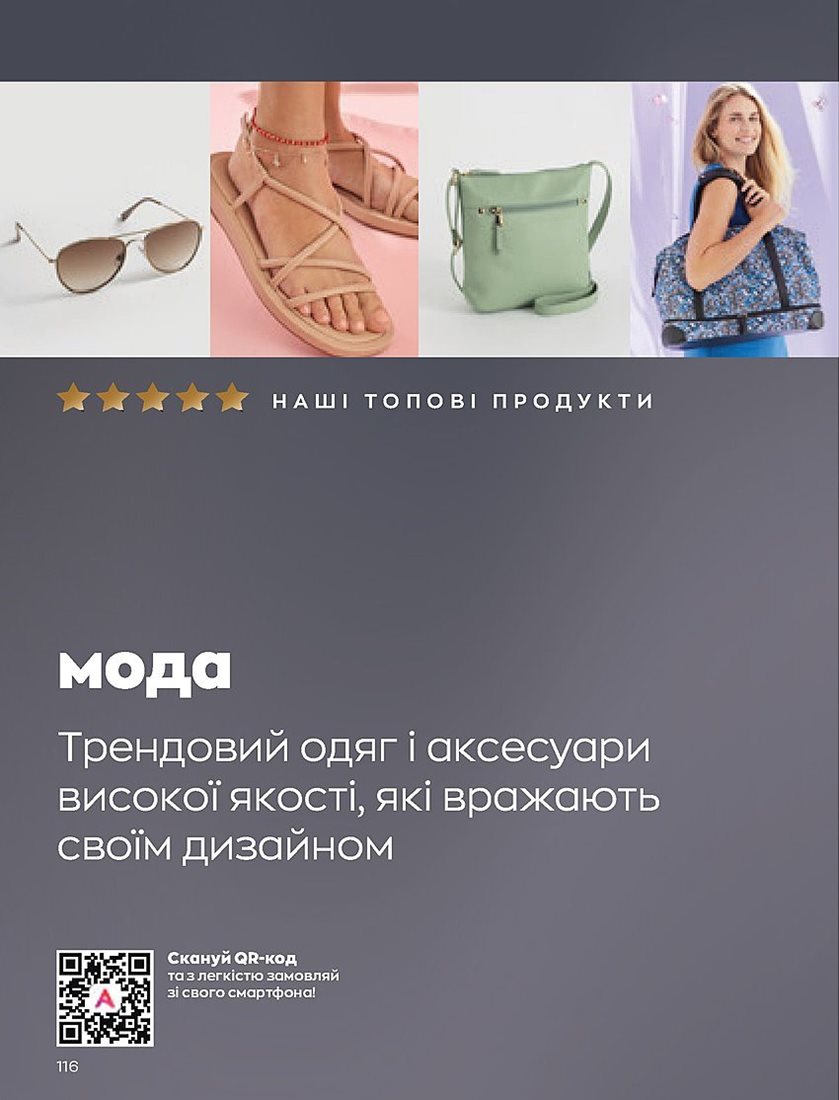 НАШІ ТОПОВІ ПРОДУКТИ
мода
Трендовий одяг і аксесуари
високої якості, які вражають
своїм дизайном
Скануй QR-код
та з легкістю замовляй
зі свого смартфона!
116